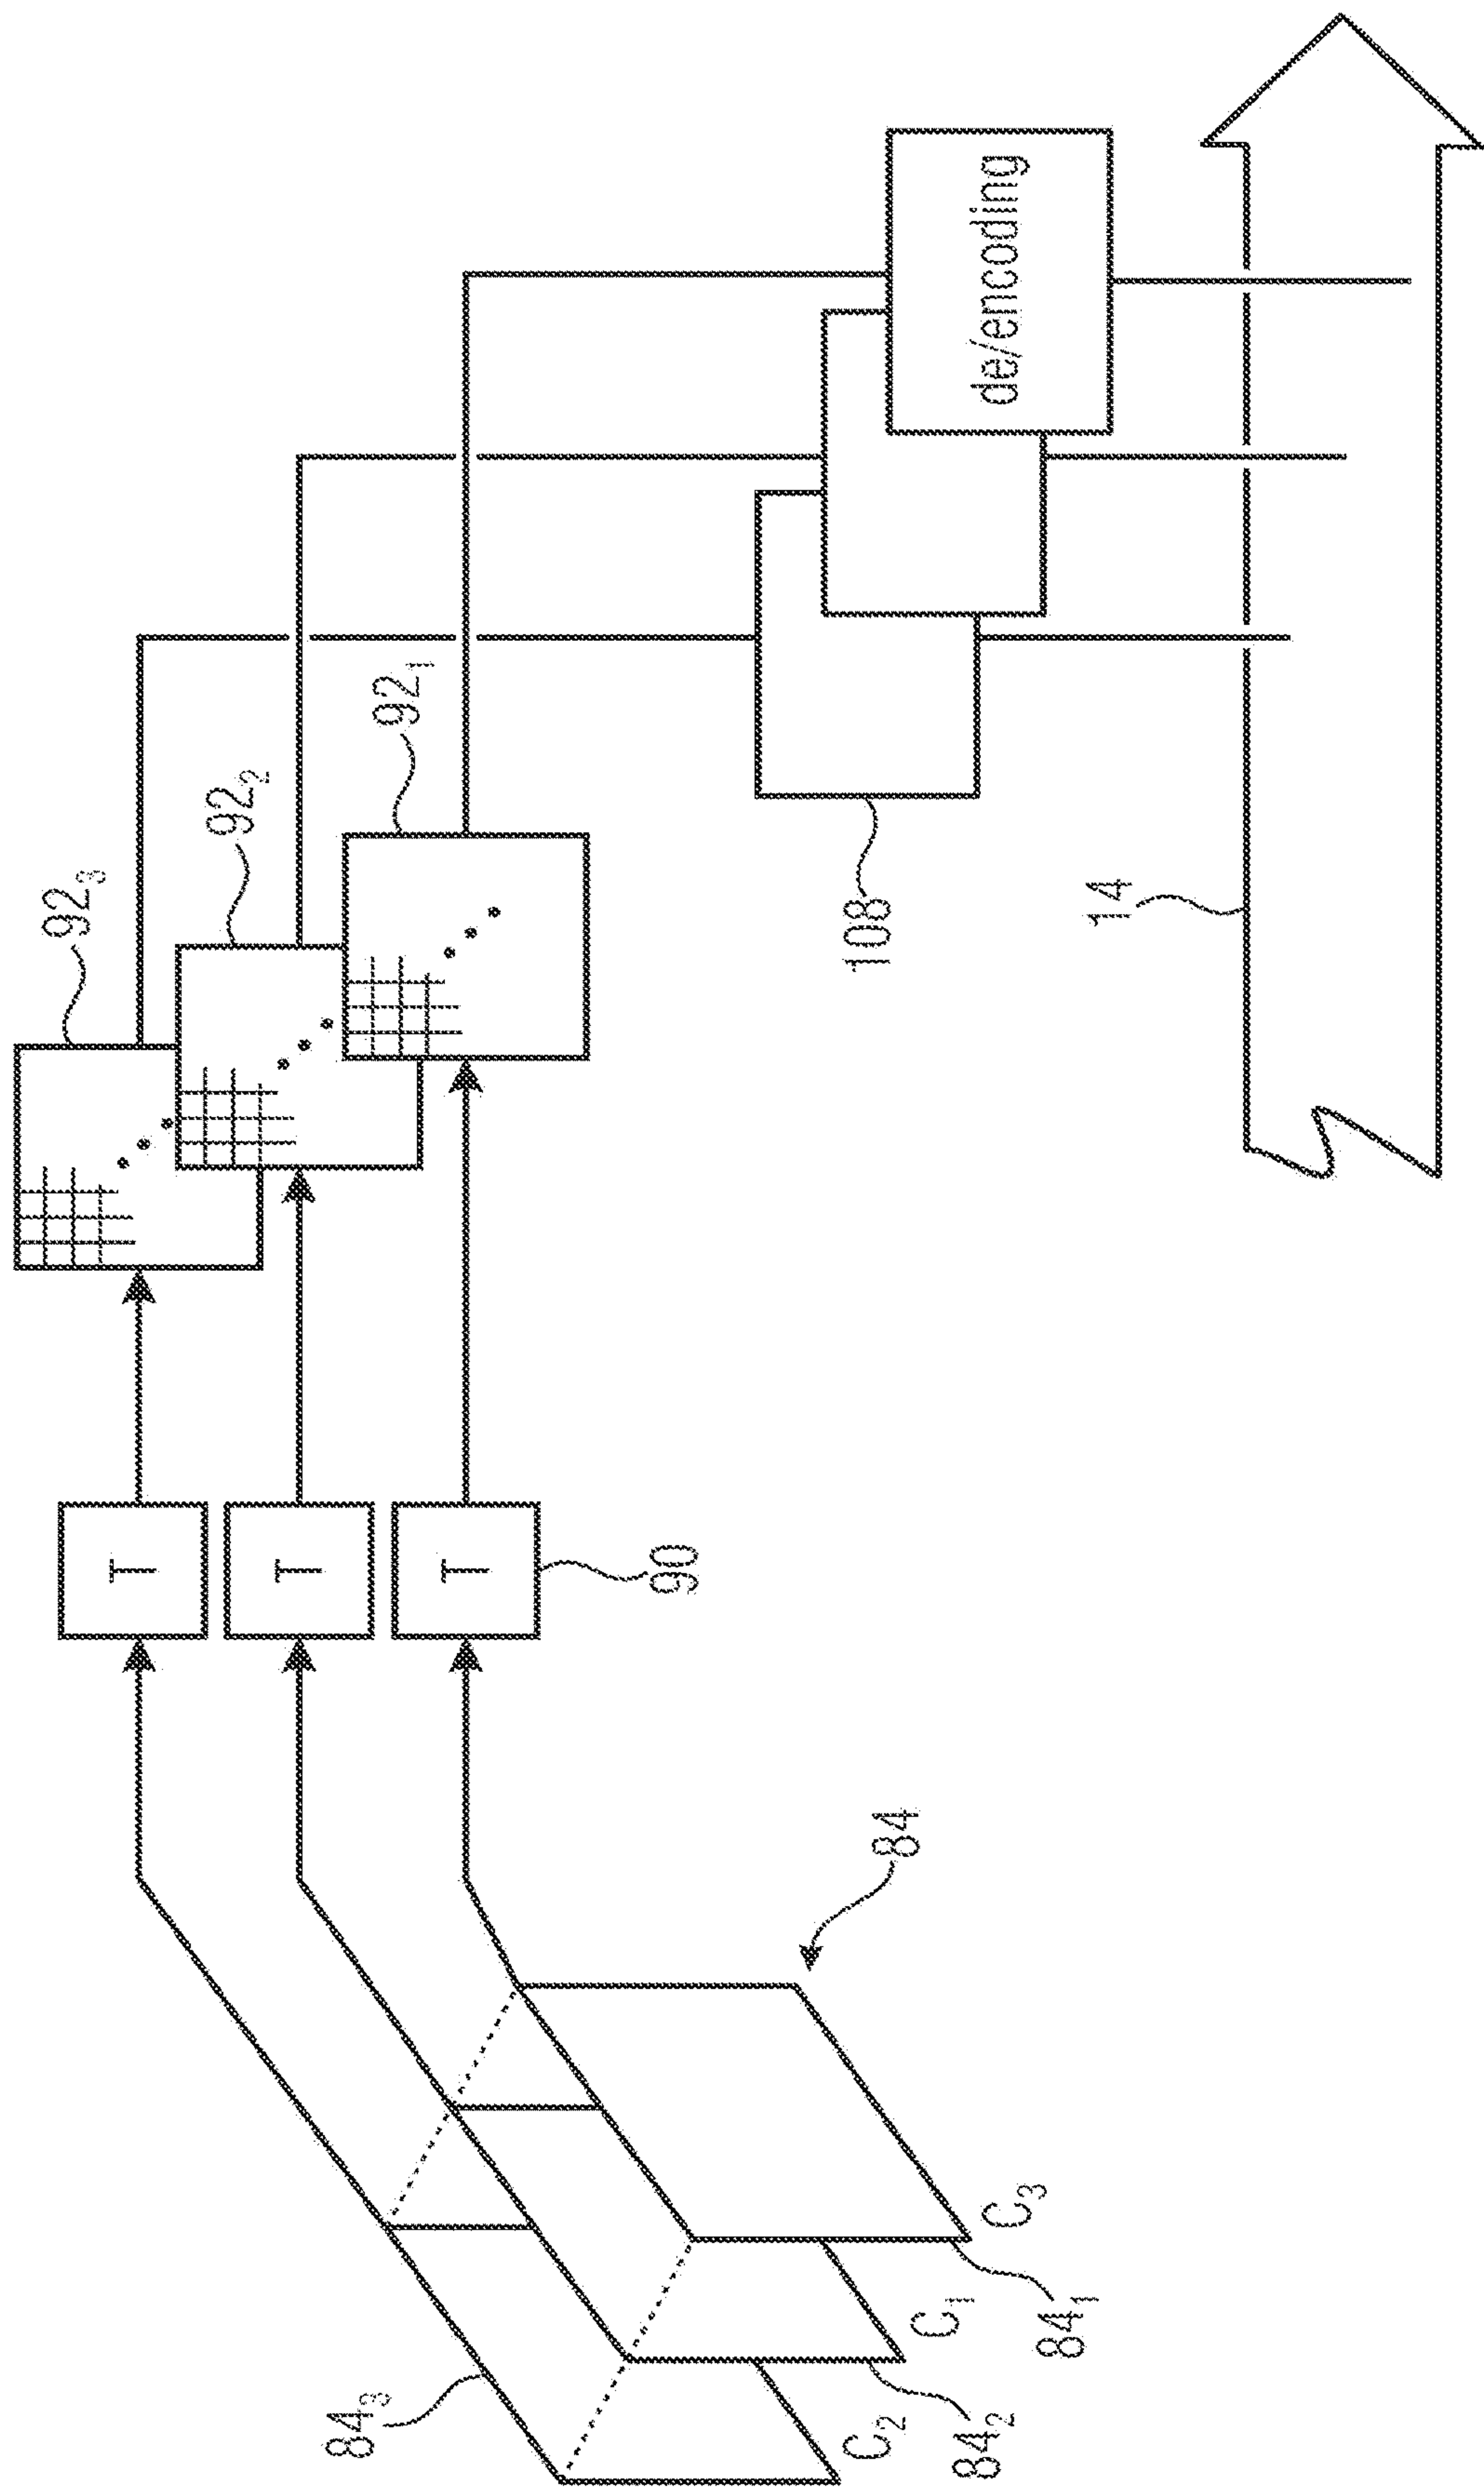 92₃
92₂
92₁
T
T
T
90
de/encoding
108
14
84
84₃
C₂
C₁
C₃
84₂
84₁